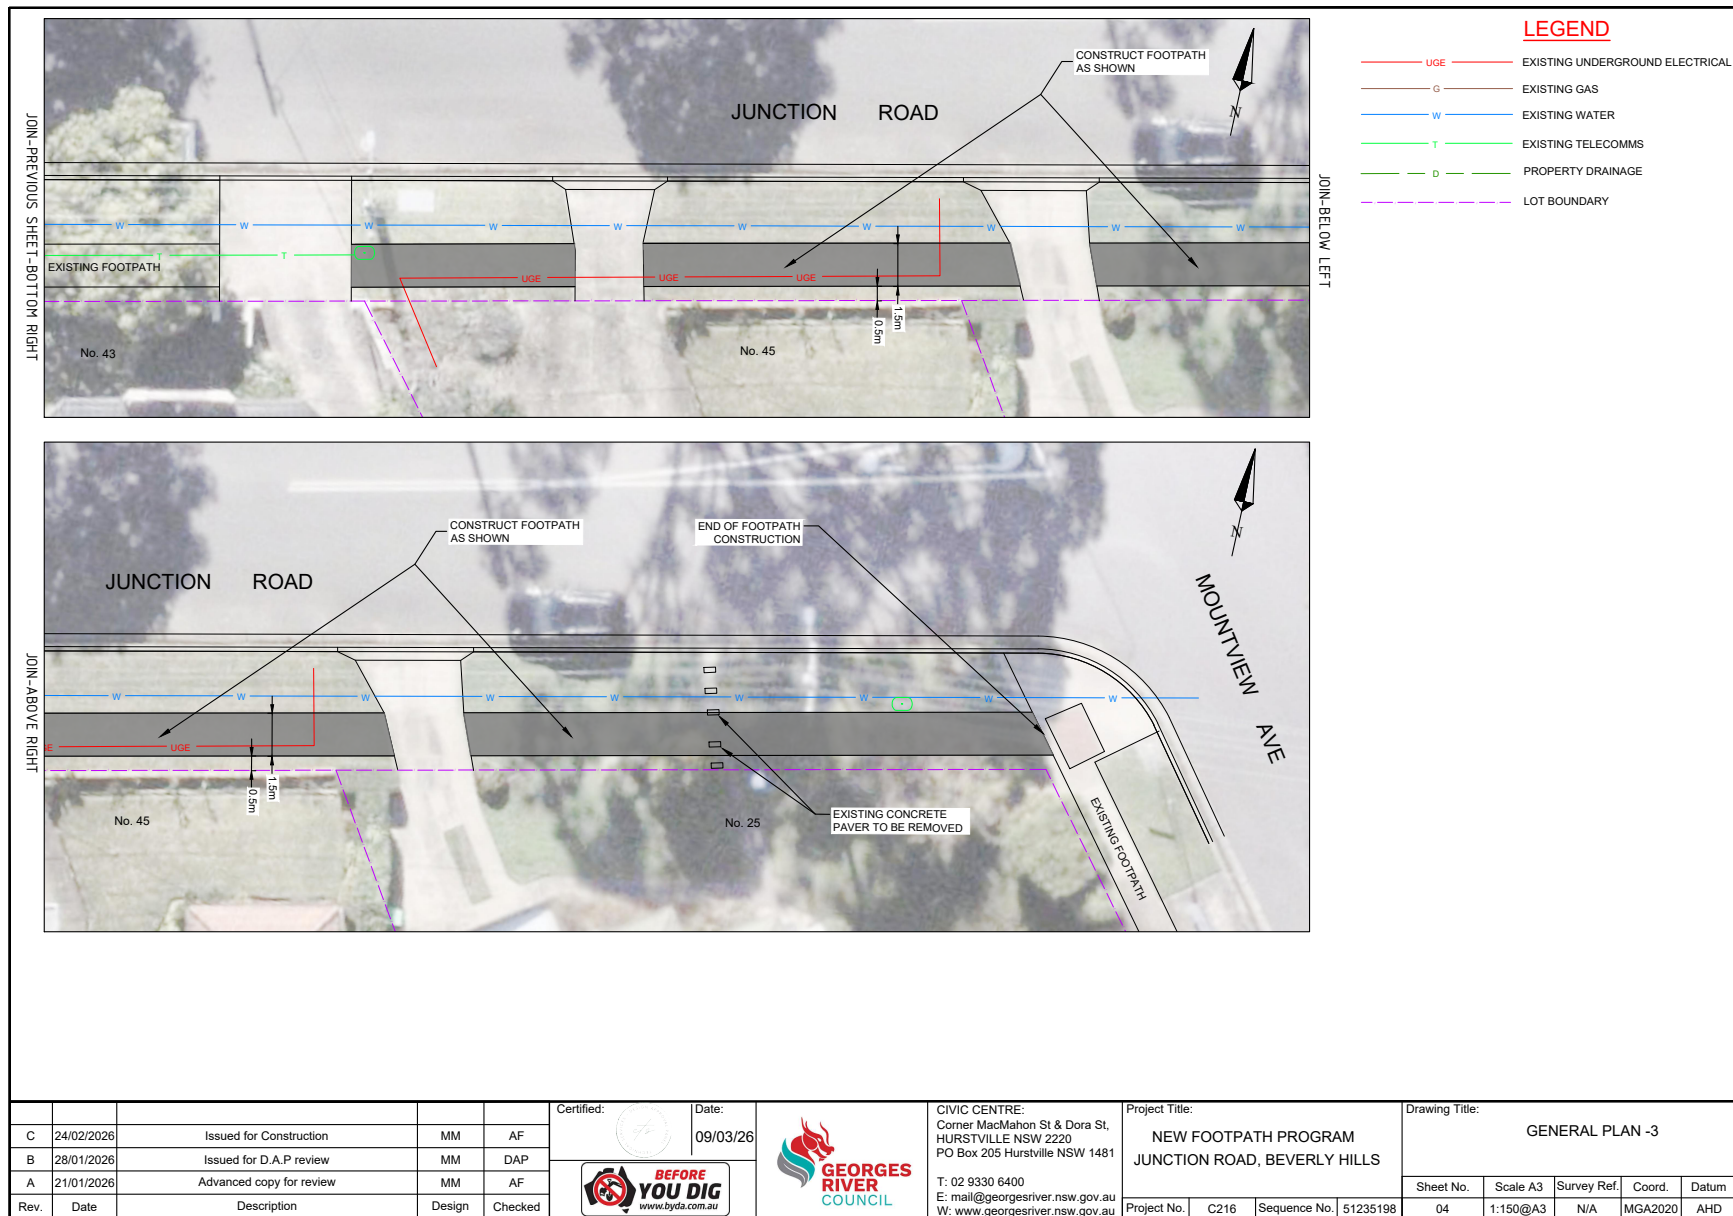 JOIN-PREVIOUS SHEET-BOTTOM RIGHT
JUNCTION ROAD
CONSTRUCT FOOTPATH
AS SHOWN
N
JOIN-BELOW LEFT
W W W W W W W W W W
T T
EXISTING FOOTPATH
UGE UGE UGE
0.5m
1.5m
No. 43
No. 45
LEGEND
UGE EXISTING UNDERGROUND ELECTRICAL
G EXISTING GAS
W EXISTING WATER
T EXISTING TELECOMMS
D PROPERTY DRAINAGE
LOT BOUNDARY
JOIN-ABOVE RIGHT
JUNCTION ROAD
CONSTRUCT FOOTPATH
AS SHOWN
END OF FOOTPATH
CONSTRUCTION
N
MOUNTVIEW AVE
W W W W W W W W W
UGE
0.5m
1.5m
No. 45
No. 25
EXISTING CONCRETE
PAVER TO BE REMOVED
EXISTING FOOTPATH
C 24/02/2026 Issued for Construction MM AF
B 28/01/2026 Issued for D.A.P review MM DAP
A 21/01/2026 Advanced copy for review MM AF
Rev. Date Description Design Checked
Certified:
Date:
09/03/26
BEFORE
YOU DIG
www.byda.com.au
GEORGES
RIVER
COUNCIL
CIVIC CENTRE:
Corner MacMahon St & Dora St,
HURSTVILLE NSW 2220
PO Box 205 Hurstville NSW 1481
T: 02 9330 6400
E: mail@georgesriver.nsw.gov.au
W: www.georgesriver.nsw.gov.au
Project Title:
NEW FOOTPATH PROGRAM
JUNCTION ROAD, BEVERLY HILLS
Project No. C216 Sequence No. 51235198
Drawing Title:
GENERAL PLAN -3
Sheet No. Scale A3 Survey Ref. Coord. Datum
04 1:150@A3 N/A MGA2020 AHD